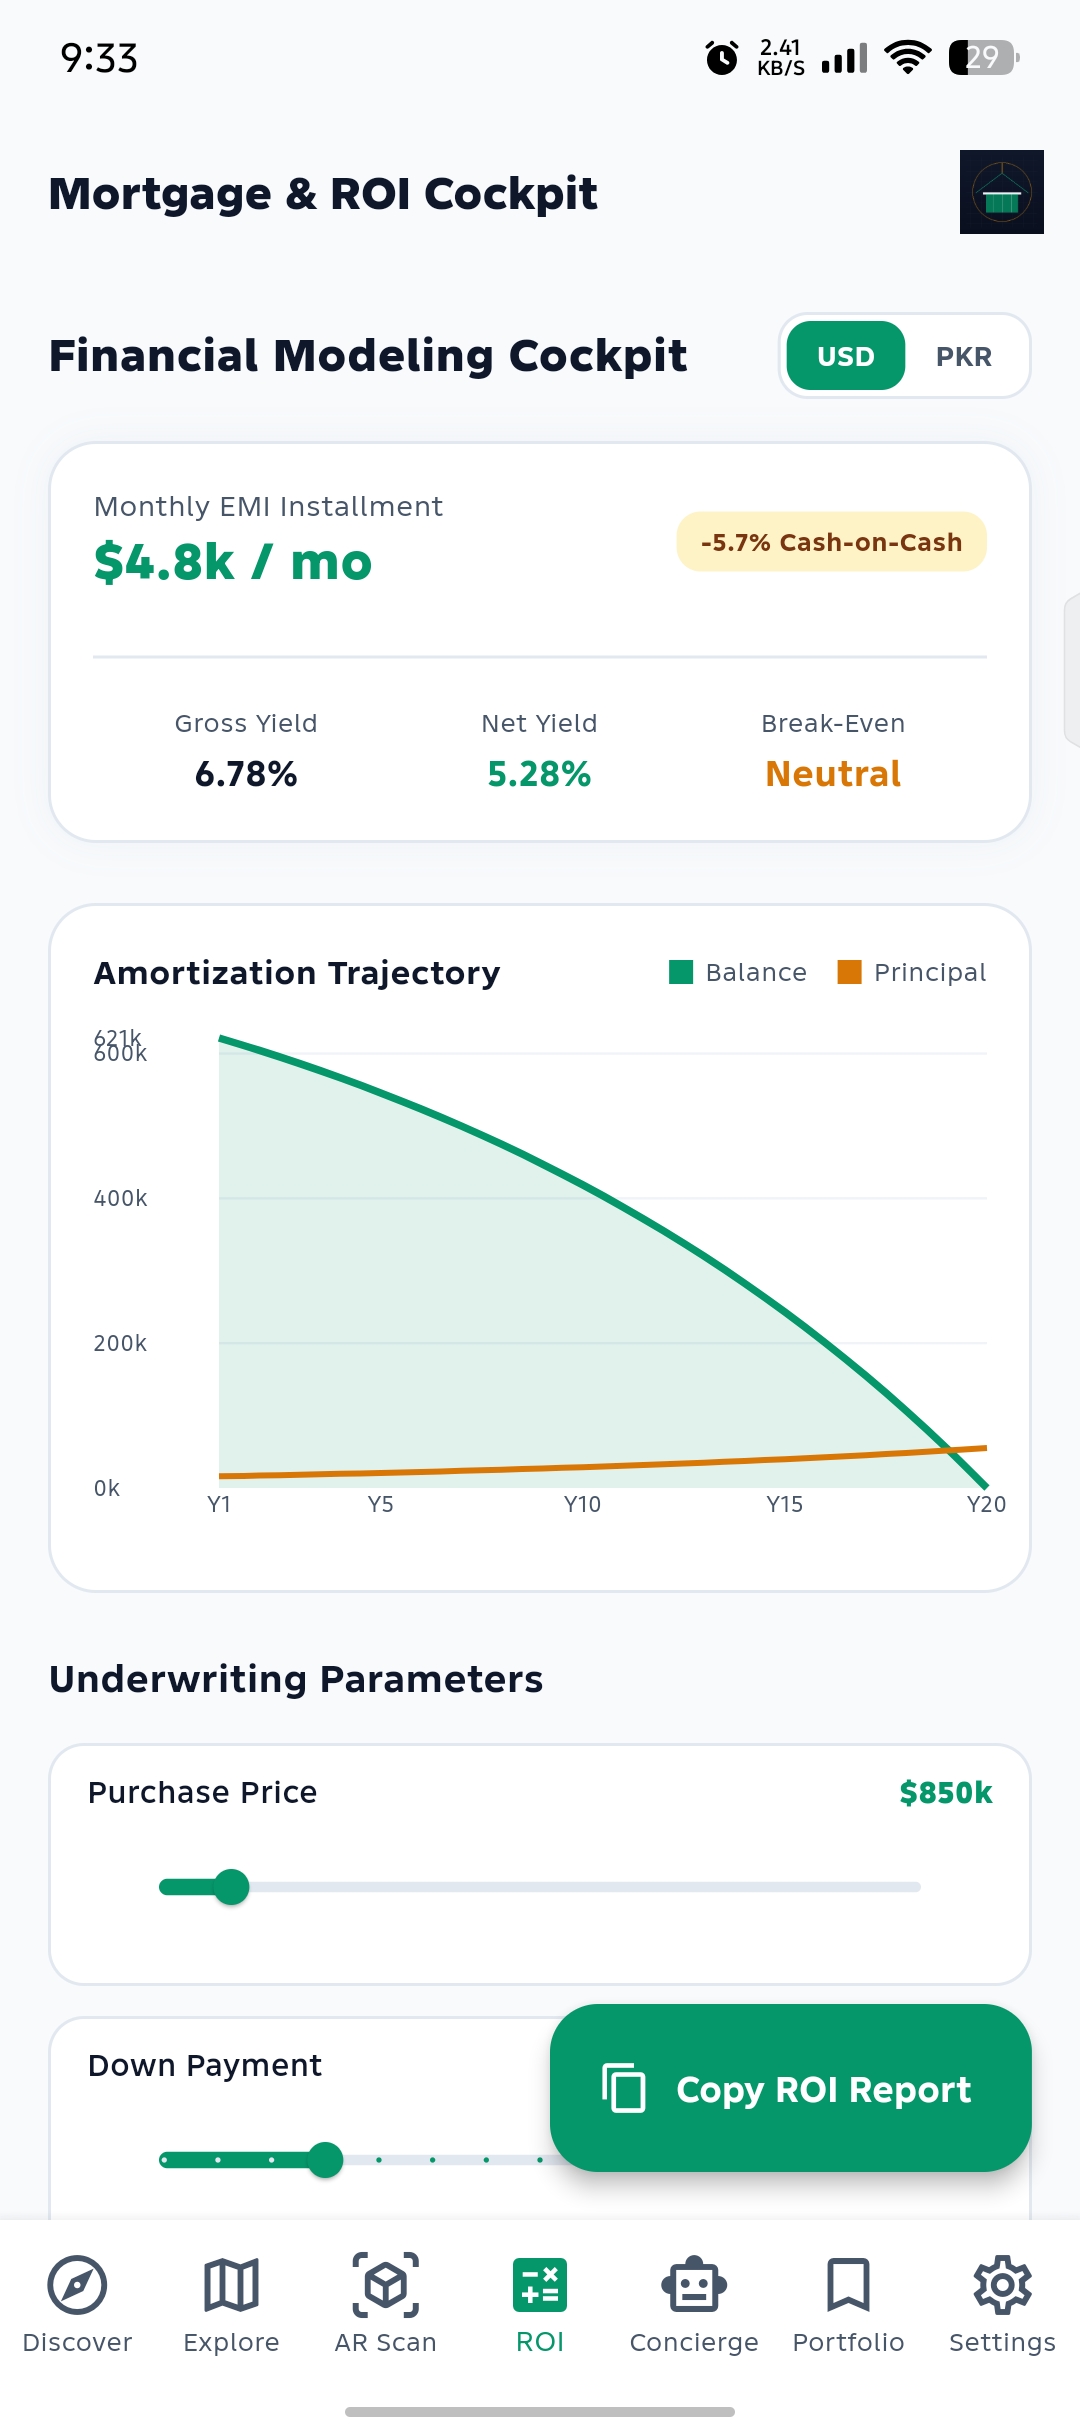 9:33
2.41
KB/S
29
Mortgage & ROI Cockpit
Financial Modeling Cockpit
USD
PKR
Monthly EMI Installment
$4.8k / mo
-5.7% Cash-on-Cash
Gross Yield
Net Yield
Break-Even
6.78%
5.28%
Neutral
Amortization Trajectory
Balance
Principal
621k
600k
400k
200k
0k
Y1
Y5
Y10
Y15
Y20
Underwriting Parameters
Purchase Price
$850k
Down Payment
Copy ROI Report
Discover
Explore
AR Scan
ROI
Concierge
Portfolio
Settings